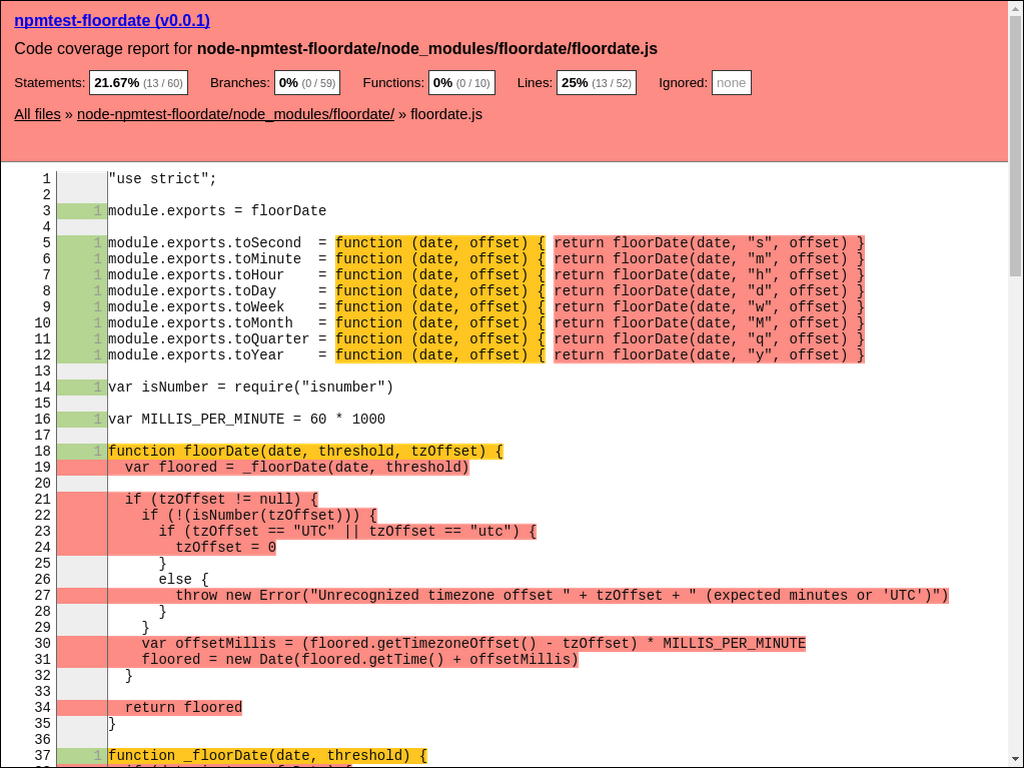 npmtest-floordate (v0.0.1)
Code coverage report for node-npmtest-floordate/node_modules/floordate/floordate.js
Statements: 21.67% (13 / 60) Branches: 0% (0 / 59) Functions: 0% (0 / 10) Lines: 25% (13 / 52) Ignored: none
All files » node-npmtest-floordate/node_modules/floordate/ » floordate.js
1 "use strict";
2
3 1 module.exports = floorDate
4
5 1 module.exports.toSecond  = function (date, offset) { return floorDate(date, "s", offset) }
6 1 module.exports.toMinute  = function (date, offset) { return floorDate(date, "m", offset) }
7 1 module.exports.toHour    = function (date, offset) { return floorDate(date, "h", offset) }
8 1 module.exports.toDay     = function (date, offset) { return floorDate(date, "d", offset) }
9 1 module.exports.toWeek    = function (date, offset) { return floorDate(date, "w", offset) }
10 1 module.exports.toMonth   = function (date, offset) { return floorDate(date, "M", offset) }
11 1 module.exports.toQuarter = function (date, offset) { return floorDate(date, "q", offset) }
12 1 module.exports.toYear    = function (date, offset) { return floorDate(date, "y", offset) }
13
14 1 var isNumber = require("isnumber")
15
16 1 var MILLIS_PER_MINUTE = 60 * 1000
17
18 1 function floorDate(date, threshold, tzOffset) {
19   var floored = _floorDate(date, threshold)
20
21   if (tzOffset != null) {
22     if (!(isNumber(tzOffset))) {
23       if (tzOffset == "UTC" || tzOffset == "utc") {
24         tzOffset = 0
25       }
26       else {
27         throw new Error("Unrecognized timezone offset " + tzOffset + " (expected minutes or 'UTC')")
28       }
29     }
30     var offsetMillis = (floored.getTimezoneOffset() - tzOffset) * MILLIS_PER_MINUTE
31     floored = new Date(floored.getTime() + offsetMillis)
32   }
33
34   return floored
35 }
36
37 1 function _floorDate(date, threshold) {